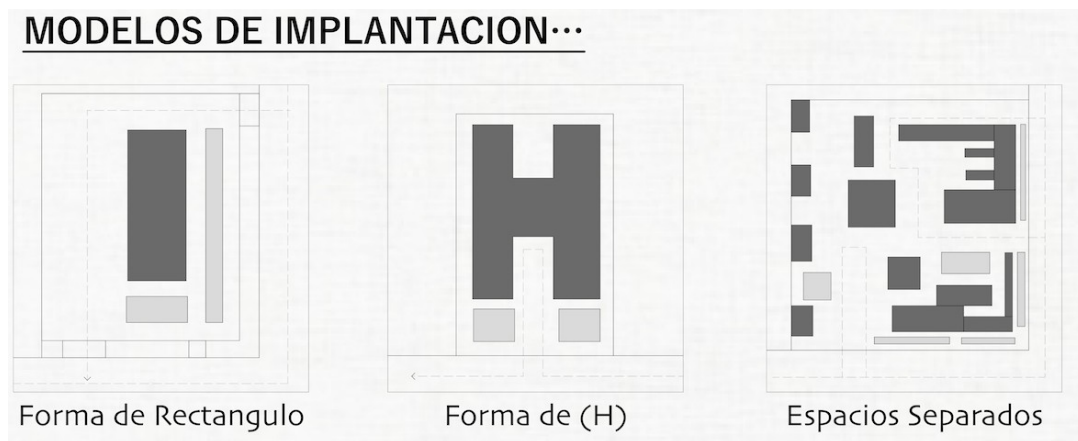 MODELOS DE IMPLANTACION...
Forma de Rectangulo
Forma de (H)
Espacios Separados